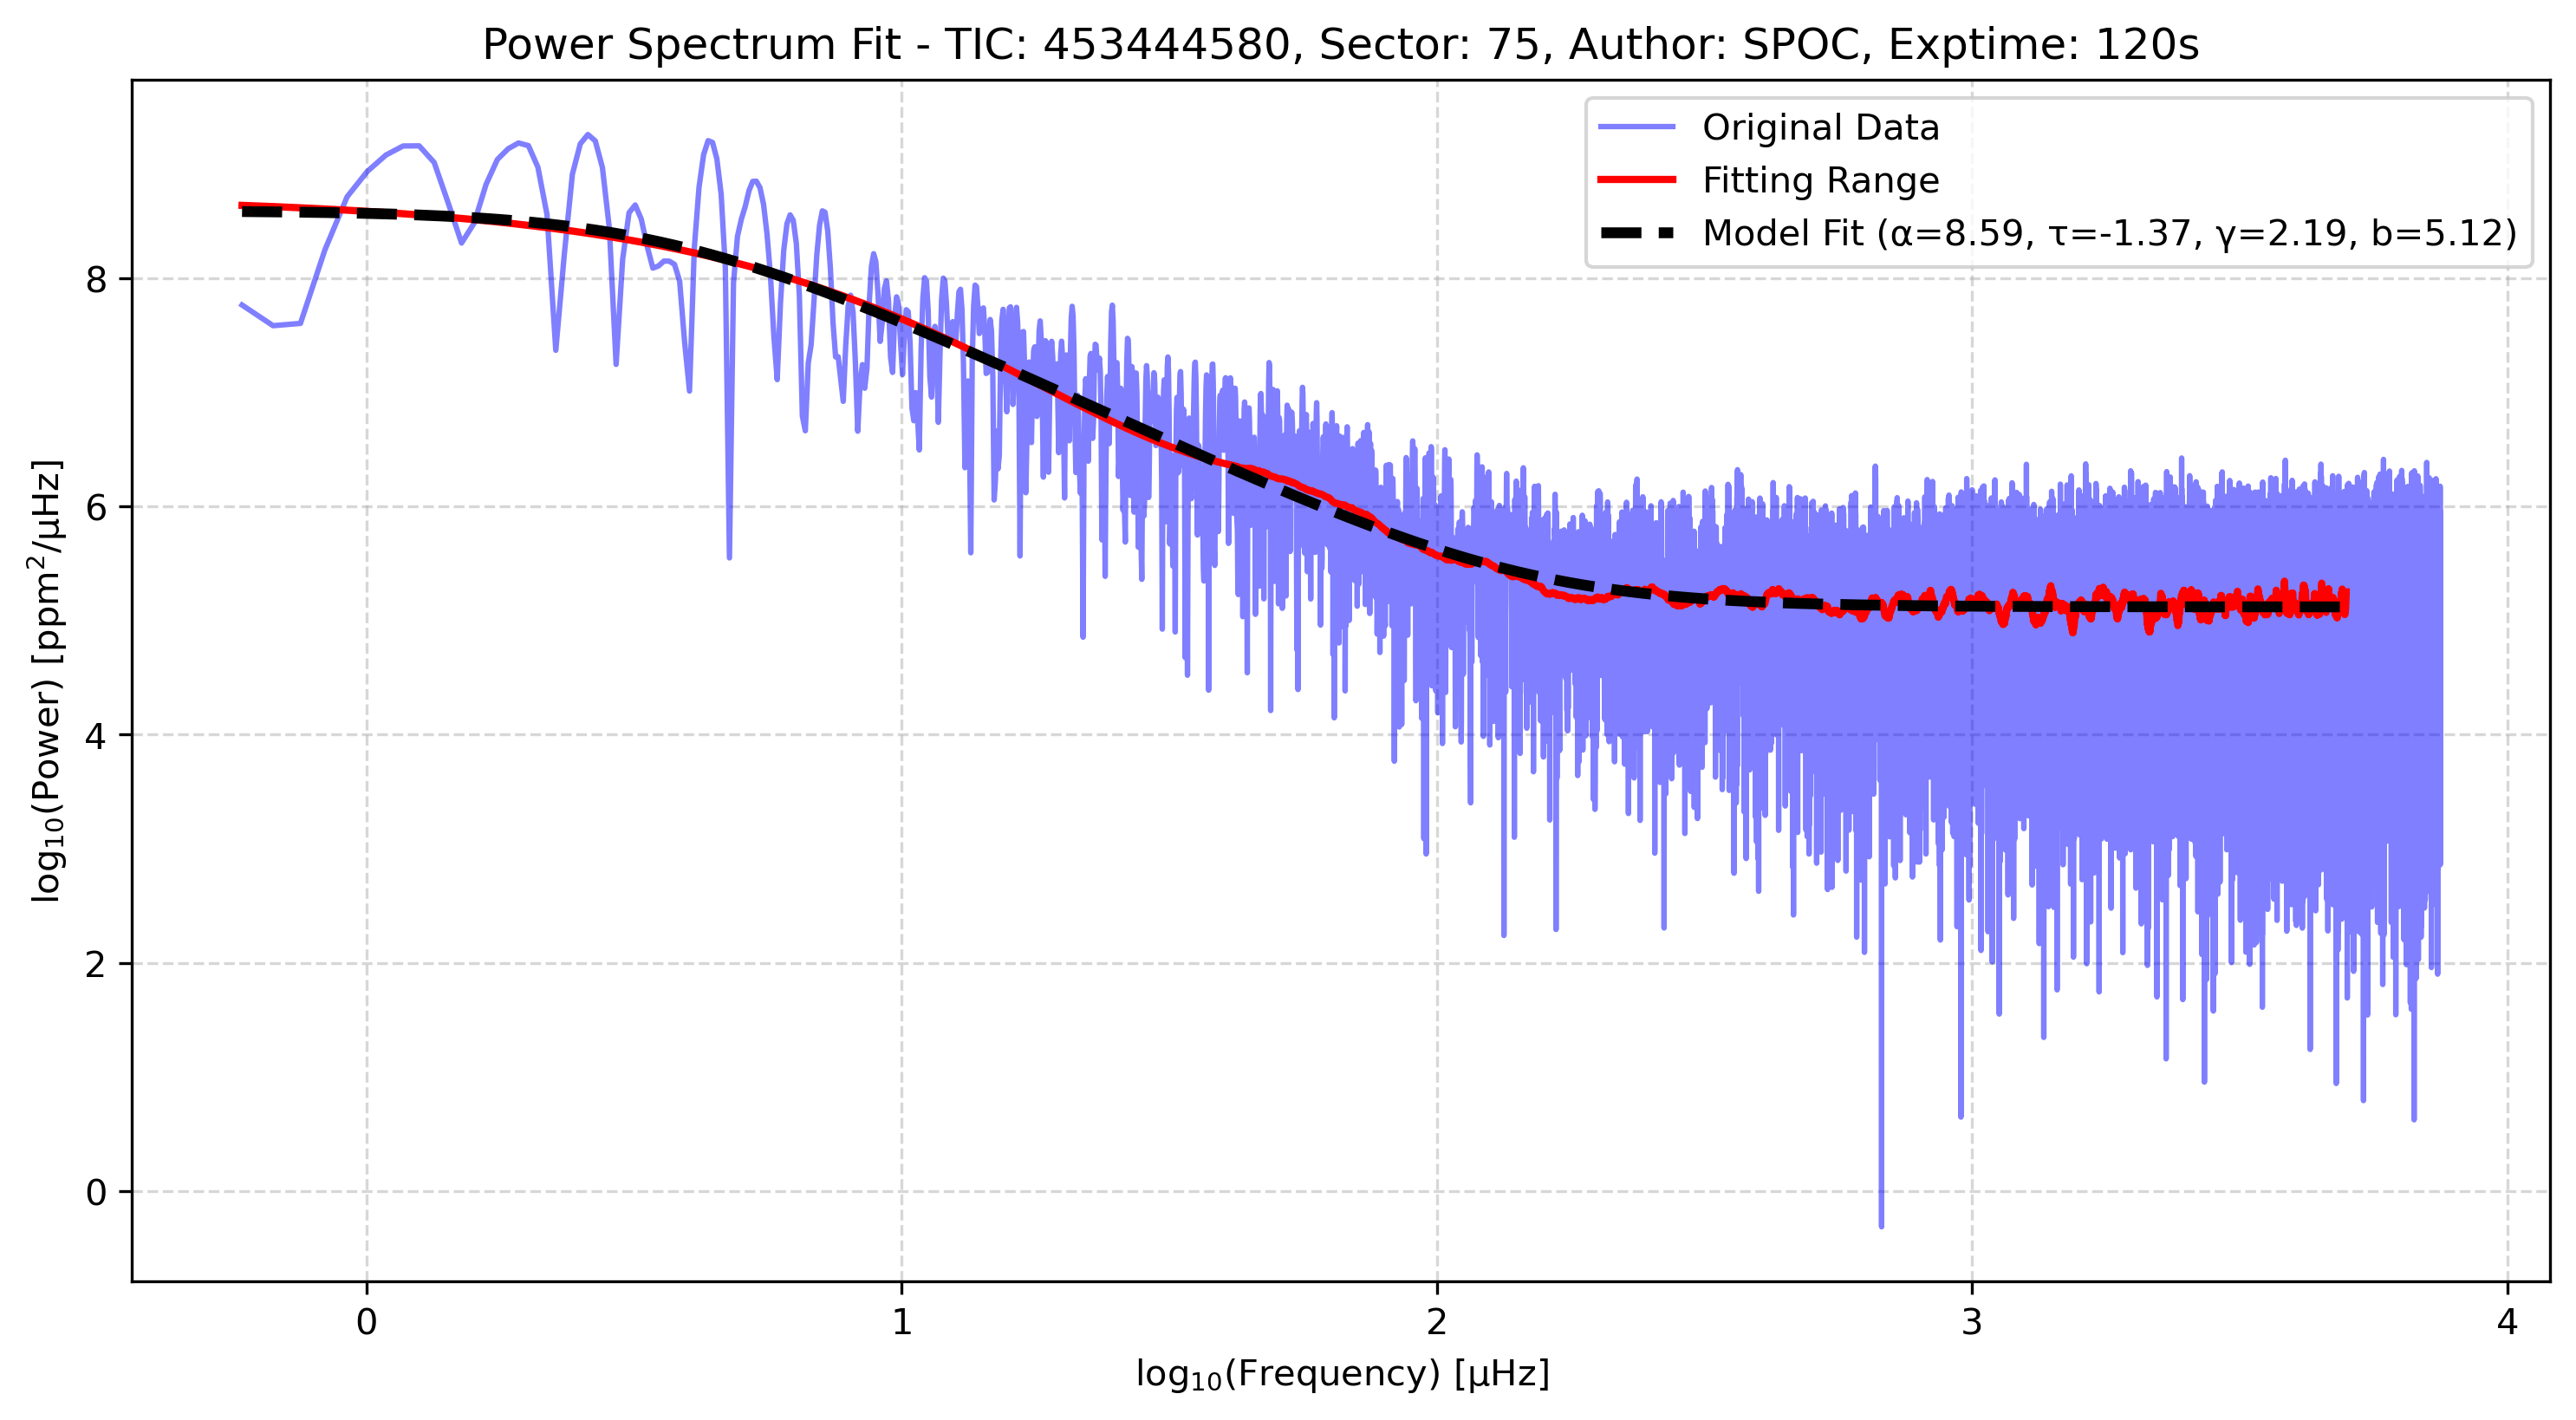 Power Spectrum Fit - TIC: 453444580, Sector: 75, Author: SPOC, Exptime: 120s
Original Data
Fitting Range
Model Fit (α=8.59, τ=-1.37, γ=2.19, b=5.12)
log₁₀(Power) [ppm²/μHz]
8
6
4
2
0
0 1 2 3 4
log₁₀(Frequency) [μHz]